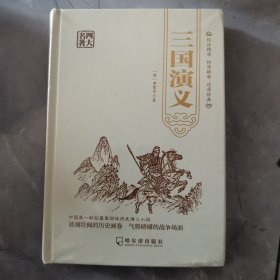 四大名著
三国演义
中国第一部长篇章回体历史演义小说
波澜壮阔的历史画卷 气势磅礴的战争场面
哈尔滨出版社